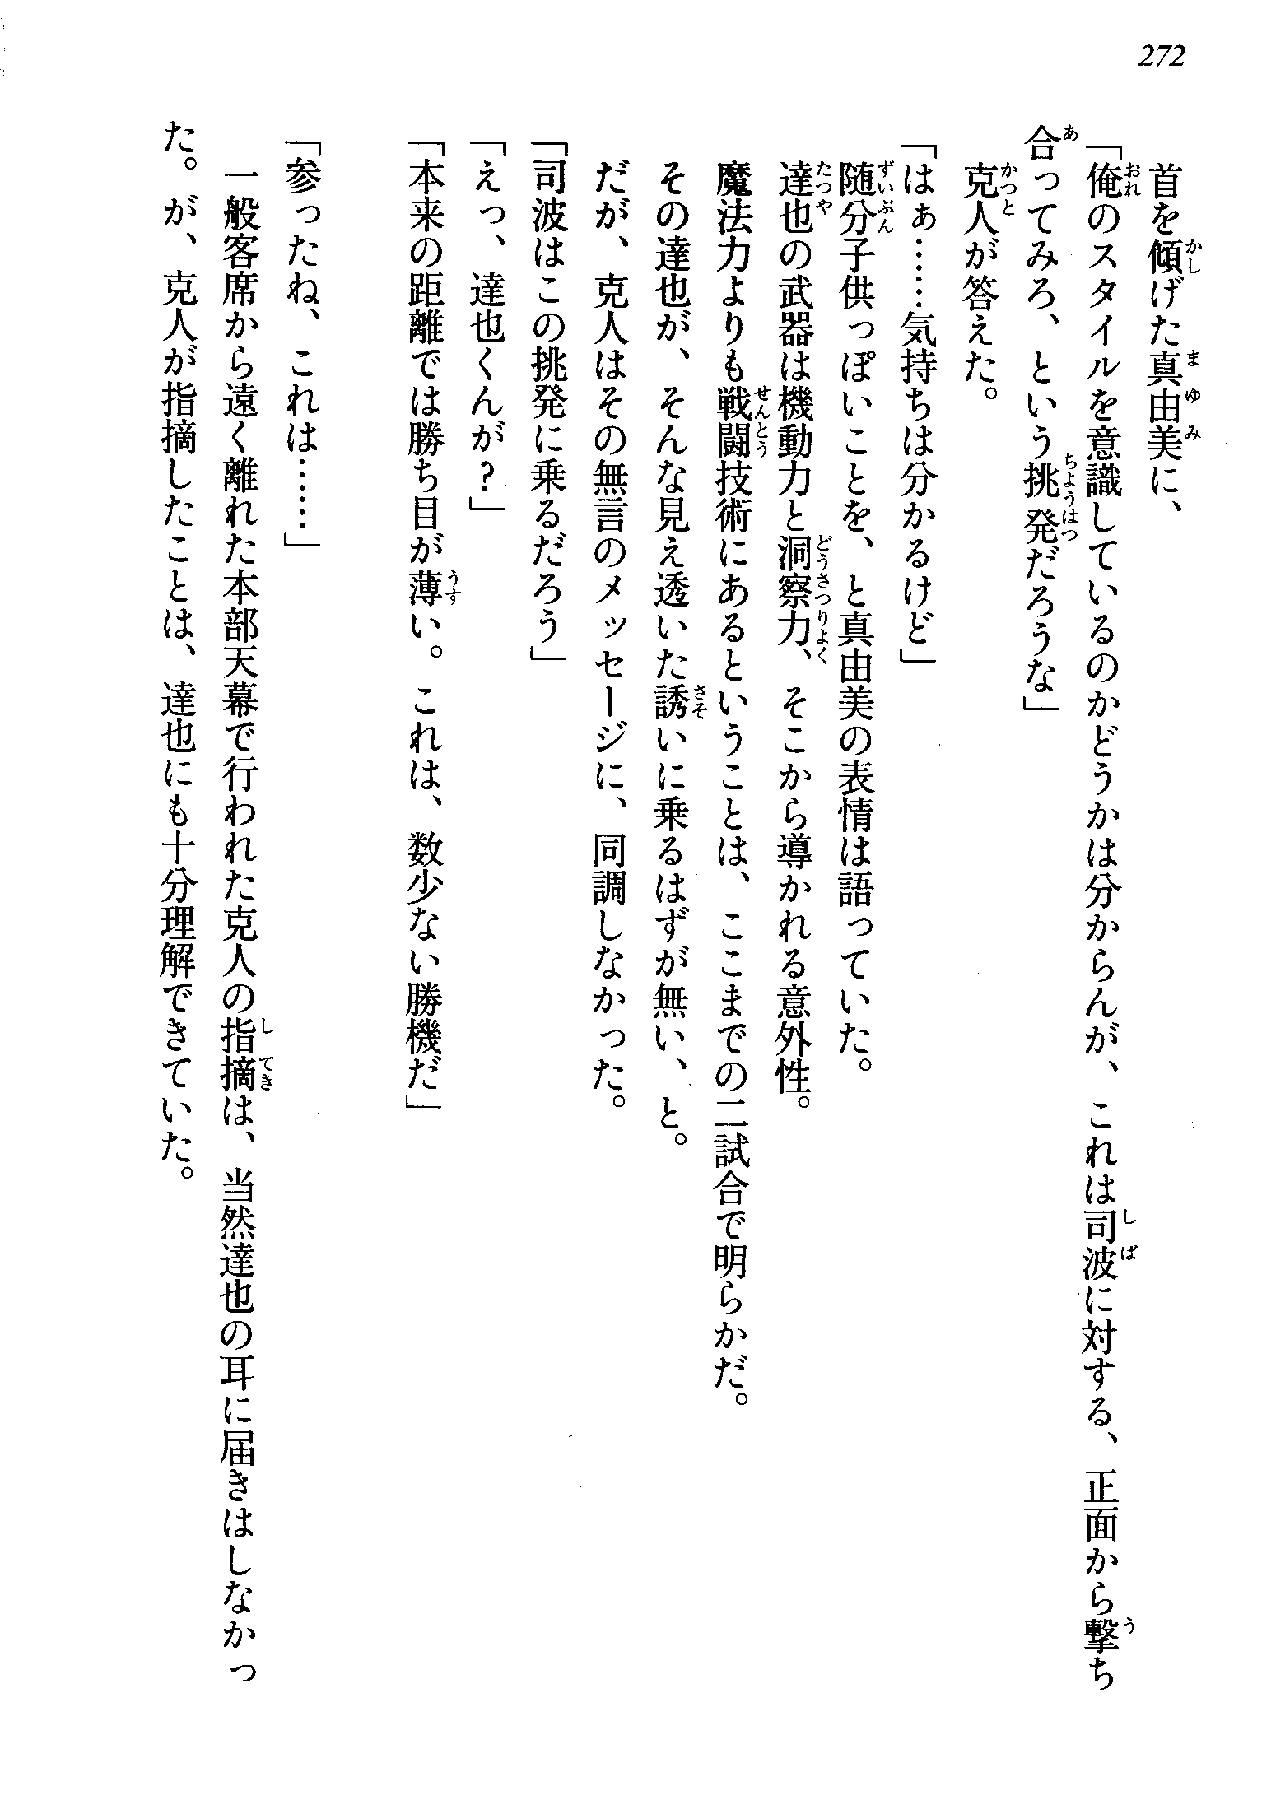 272
首を傾げた真由美に、
「俺のスタイルを意識しているのかどうかは分からんが、これは司波に対する、正面から撃ち
合ってみろ、という挑発だろうな」
克人が答えた。
「はぁ……気持ちは分かるけど」
随分子供っぽいことを、と真由美の表情は語っていた。
達也の武器は機動力と洞察力、そこから導かれる意外性。
魔法力よりも戦闘技術にあるということは、ここまでの二試合で明らかだ。
その達也が、そんな見え透いた誘いに乗るはずが無い、と。
だが、克人はその無言のメッセージに、同調しなかった。
「司波はこの挑発に乗るだろう」
「えっ、達也くんが？」
「本来の距離では勝ち目が薄い。これは、数少ない勝機だ」
「参ったね、これは……」
一般客席から遠く離れた本部天幕で行われた克人の指摘は、当然達也の耳に届きはしなかっ
た。が、克人が指摘したことは、達也にも十分理解できていた。